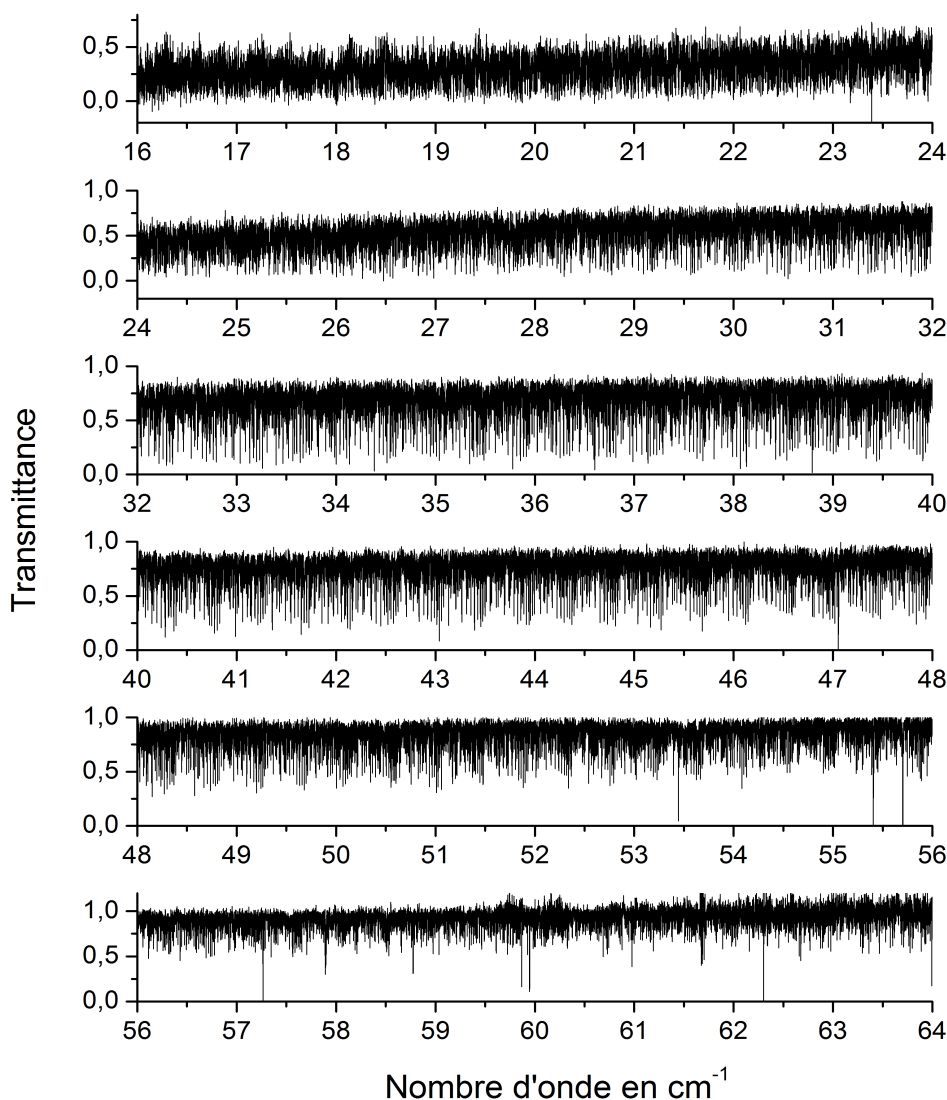 0,5
0,0
16 17 18 19 20 21 22 23 24
1,0
0,5
0,0
24 25 26 27 28 29 30 31 32
1,0
0,5
0,0
32 33 34 35 36 37 38 39 40
Transmittance
1,0
0,5
0,0
40 41 42 43 44 45 46 47 48
1,0
0,5
0,0
48 49 50 51 52 53 54 55 56
1,0
0,5
0,0
56 57 58 59 60 61 62 63 64
Nombre d'onde en cm⁻¹